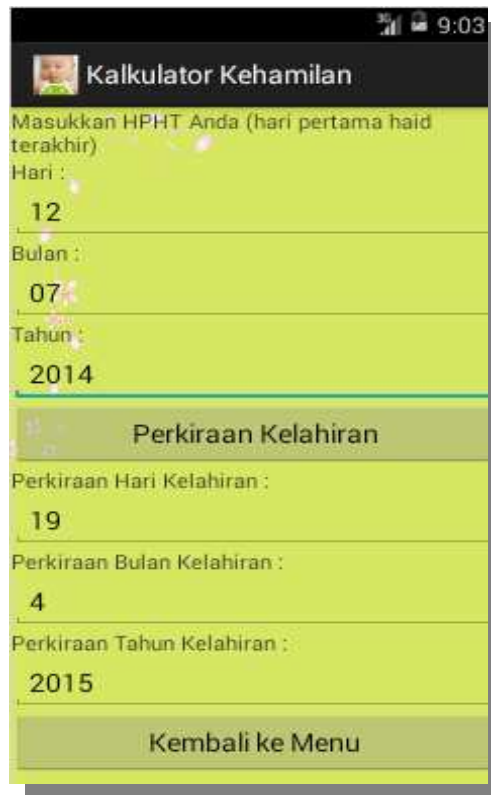 3G 9:03
Kalkulator Kehamilan
Masukkan HPHT Anda (hari pertama haid
terakhir)
Hari :
12
Bulan :
07
Tahun :
2014
Perkiraan Kelahiran
Perkiraan Hari Kelahiran :
19
Perkiraan Bulan Kelahiran :
4
Perkiraan Tahun Kelahiran :
2015
Kembali ke Menu